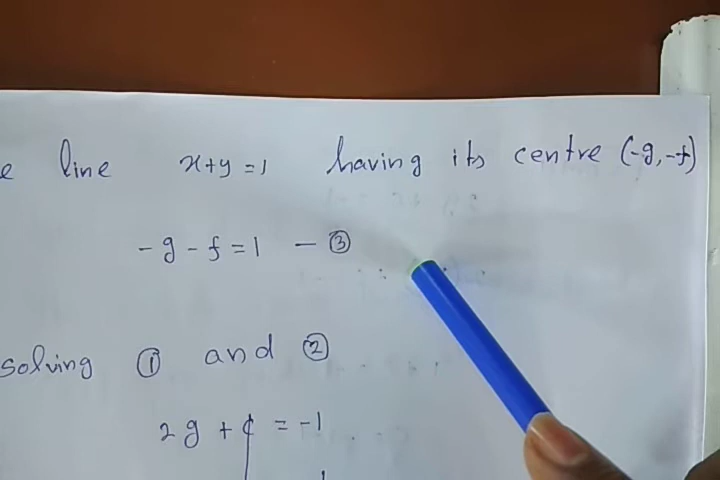 e line x+y=1 having its centre (-g,-f)
-g-f=1 — ③
solving ① and ②
2g+c=-1